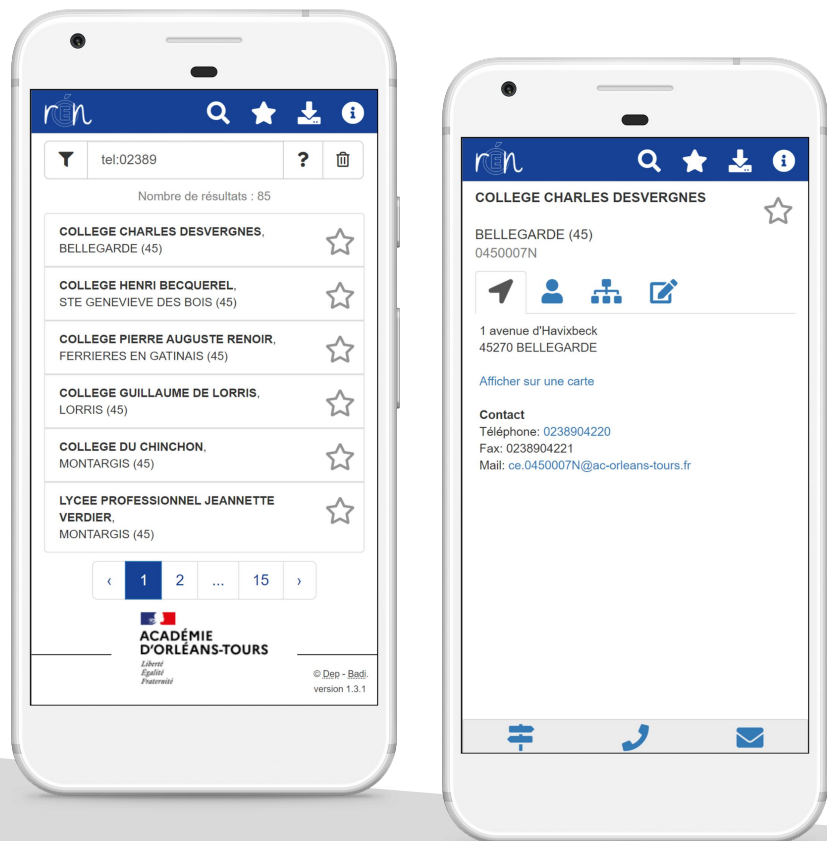 rÉn
tel:02389
?
Nombre de résultats : 85
COLLEGE CHARLES DESVERGNES,
BELLEGARDE (45)
COLLEGE HENRI BECQUEREL,
STE GENEVIEVE DES BOIS (45)
COLLEGE PIERRE AUGUSTE RENOIR,
FERRIERES EN GATINAIS (45)
COLLEGE GUILLAUME DE LORRIS,
LORRIS (45)
COLLEGE DU CHINCHON,
MONTARGIS (45)
LYCEE PROFESSIONNEL JEANNETTE
VERDIER,
MONTARGIS (45)
‹ 1 2 ... 15 ›
ACADÉMIE
D'ORLÉANS-TOURS
Liberté
Égalité
Fraternité
© Dep - Badi.
version 1.3.1
rÉn
COLLEGE CHARLES DESVERGNES
BELLEGARDE (45)
0450007N
1 avenue d'Havixbeck
45270 BELLEGARDE
Afficher sur une carte
Contact
Téléphone: 0238904220
Fax: 0238904221
Mail: ce.0450007N@ac-orleans-tours.fr